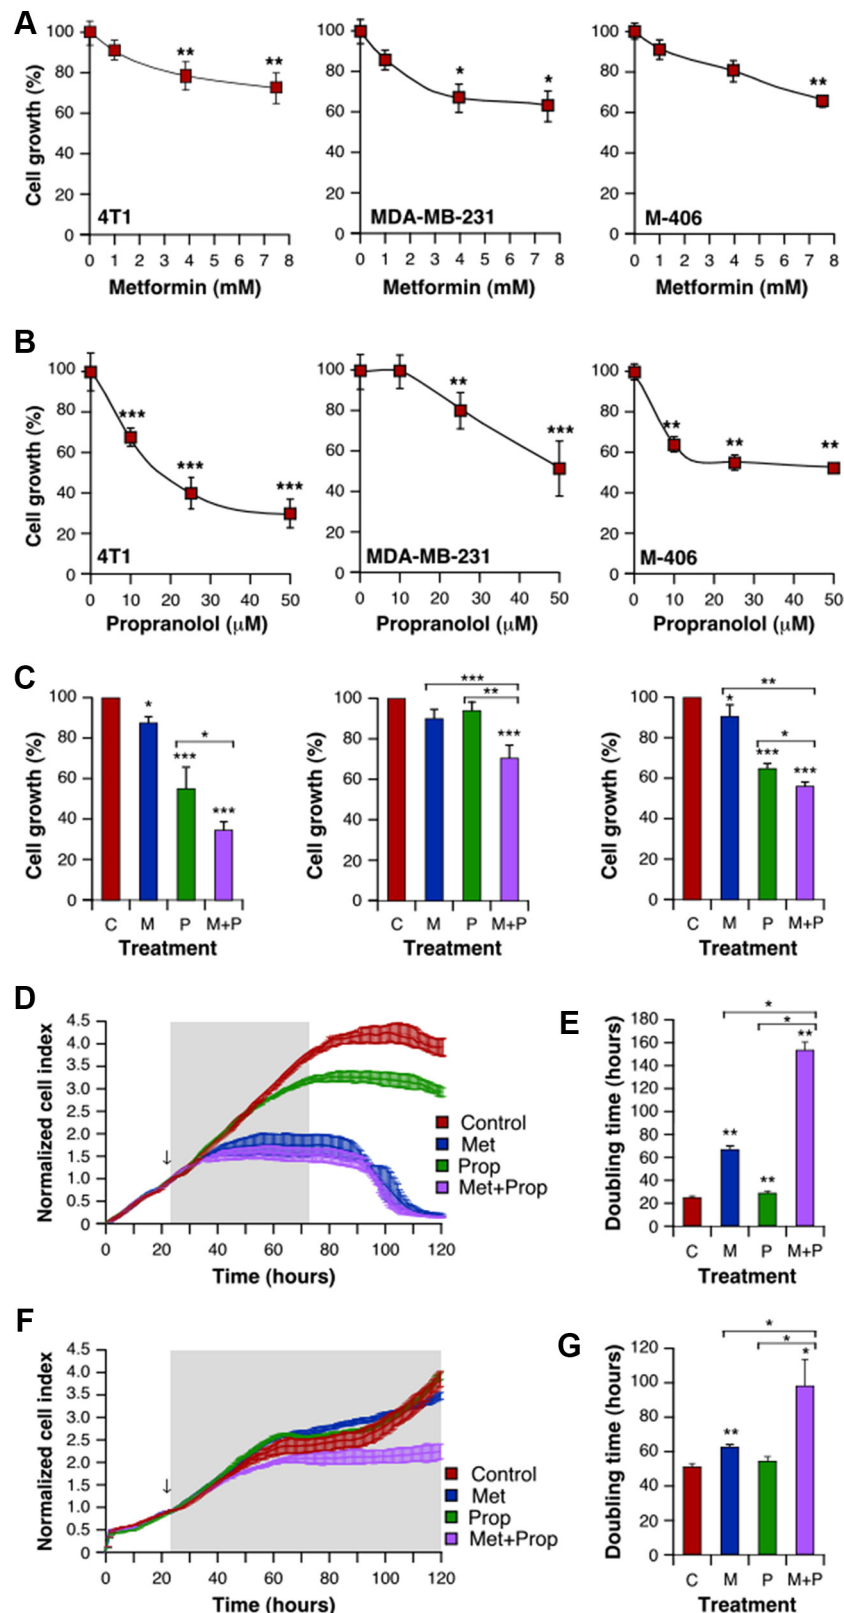 A
Cell growth (%)
100
80
60
40
20
0
**
**
4T1
0 1 2 3 4 5 6 7 8
Metformin (mM)
100
80
60
40
20
0
*
*
MDA-MB-231
0 1 2 3 4 5 6 7 8
Metformin (mM)
100
80
60
40
20
0
**
M-406
0 1 2 3 4 5 6 7 8
Metformin (mM)
B
Cell growth (%)
100
80
60
40
20
0
***
***
***
4T1
0 10 20 30 40 50
Propranolol (µM)
100
80
60
40
20
0
**
***
MDA-MB-231
0 10 20 30 40 50
Propranolol (µM)
100
80
60
40
20
0
**
**
**
M-406
0 10 20 30 40 50
Propranolol (µM)
C
Cell growth (%)
100
80
60
40
20
0
*
***
*
***
C M P M+P
Treatment
Cell growth (%)
100
80
60
40
20
0
***
**
***
C M P M+P
Treatment
Cell growth (%)
100
80
60
40
20
0
**
*
*
***
***
C M P M+P
Treatment
D
Normalized cell index
4.5
4.0
3.5
3.0
2.5
2.0
1.5
1.0
0.5
0
↓
Control
Met
Prop
Met+Prop
0 20 40 60 80 100 120
Time (hours)
E
Doubling time (hours)
180
160
140
120
100
80
60
40
20
0
*
*
**
**
**
C M P M+P
Treatment
F
Normalized cell index
4.5
4.0
3.5
3.0
2.5
2.0
1.5
1.0
0.5
0
↓
Control
Met
Prop
Met+Prop
0 20 40 60 80 100 120
Time (hours)
G
Doubling time (hours)
120
100
80
60
40
20
0
*
*
*
**
C M P M+P
Treatment